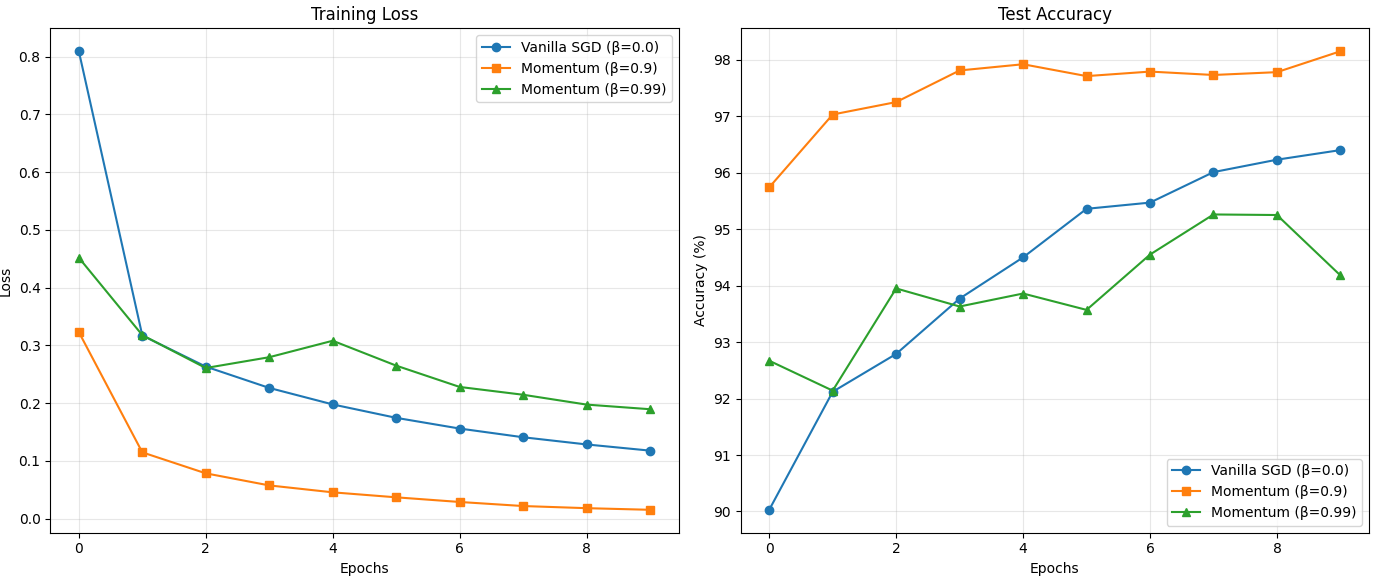 Training Loss
0.8
0.7
0.6
0.5
0.4
0.3
0.2
0.1
0.0
Loss
Vanilla SGD (β=0.0)
Momentum (β=0.9)
Momentum (β=0.99)
0 2 4 6 8
Epochs
Test Accuracy
98
97
96
95
94
93
92
91
90
Accuracy (%)
Vanilla SGD (β=0.0)
Momentum (β=0.9)
Momentum (β=0.99)
0 2 4 6 8
Epochs